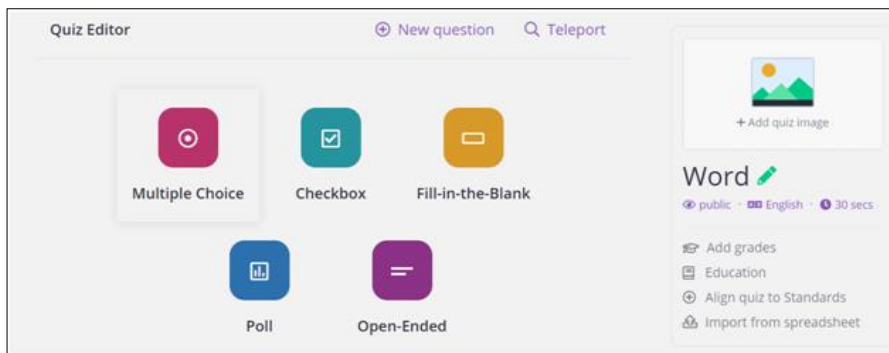 Quiz Editor
New question
Teleport
Multiple Choice
Checkbox
Fill-in-the-Blank
Poll
Open-Ended
+ Add quiz image
Word
public · English · 30 secs
Add grades
Education
Align quiz to Standards
Import from spreadsheet